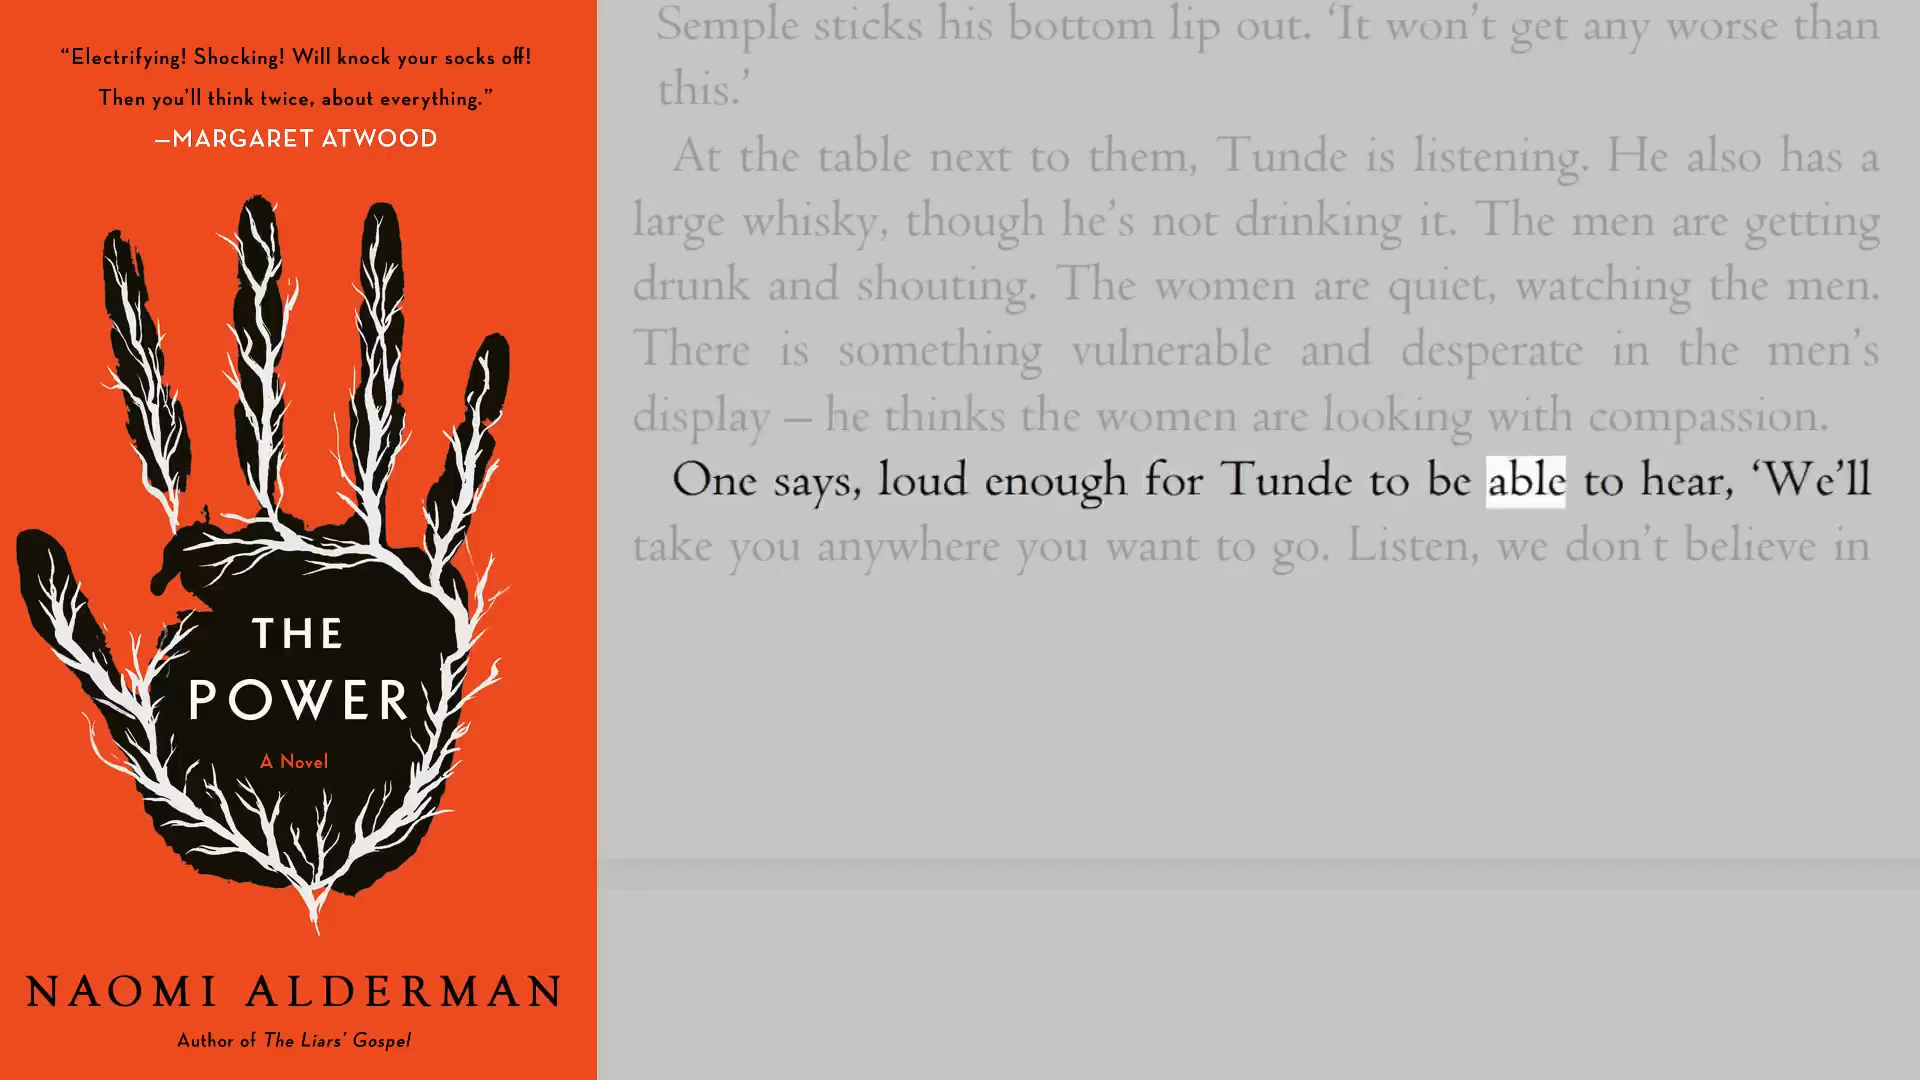 “Electrifying! Shocking! Will knock your socks off!
Then you’ll think twice, about everything.”
—MARGARET ATWOOD
THE
POWER
A Novel
NAOMI ALDERMAN
Author of The Liars’ Gospel
Semple sticks his bottom lip out. ‘It won’t get any worse than
this.’
At the table next to them, Tunde is listening. He also has a
large whisky, though he’s not drinking it. The men are getting
drunk and shouting. The women are quiet, watching the men.
There is something vulnerable and desperate in the men’s
display – he thinks the women are looking with compassion.
One says, loud enough for Tunde to be able to hear, ‘We’ll
take you anywhere you want to go. Listen, we don’t believe in